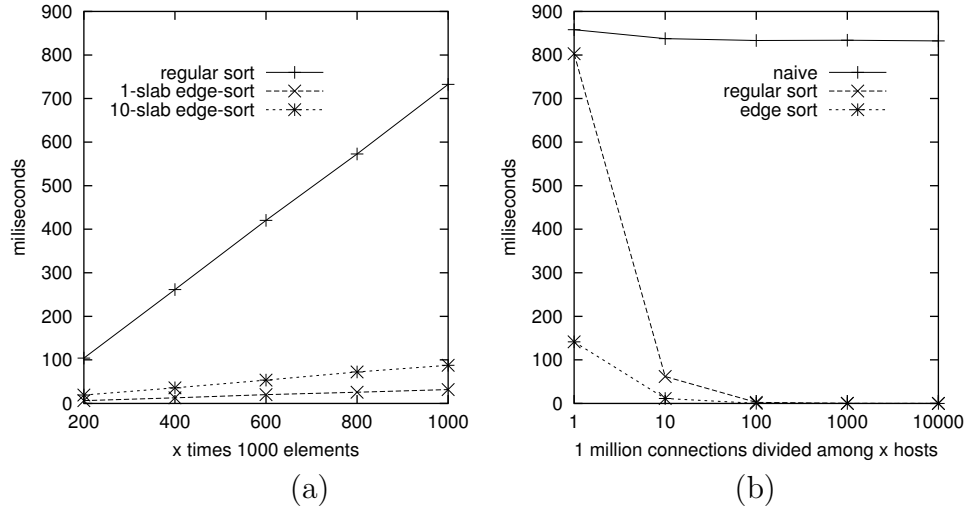 900
800
700
600
500
400
300
200
100
0
miliseconds
regular sort
1-slab edge-sort
10-slab edge-sort
200 400 600 800 1000
x times 1000 elements
(a)
900
800
700
600
500
400
300
200
100
0
miliseconds
naive
regular sort
edge sort
1 10 100 1000 10000
1 million connections divided among x hosts
(b)